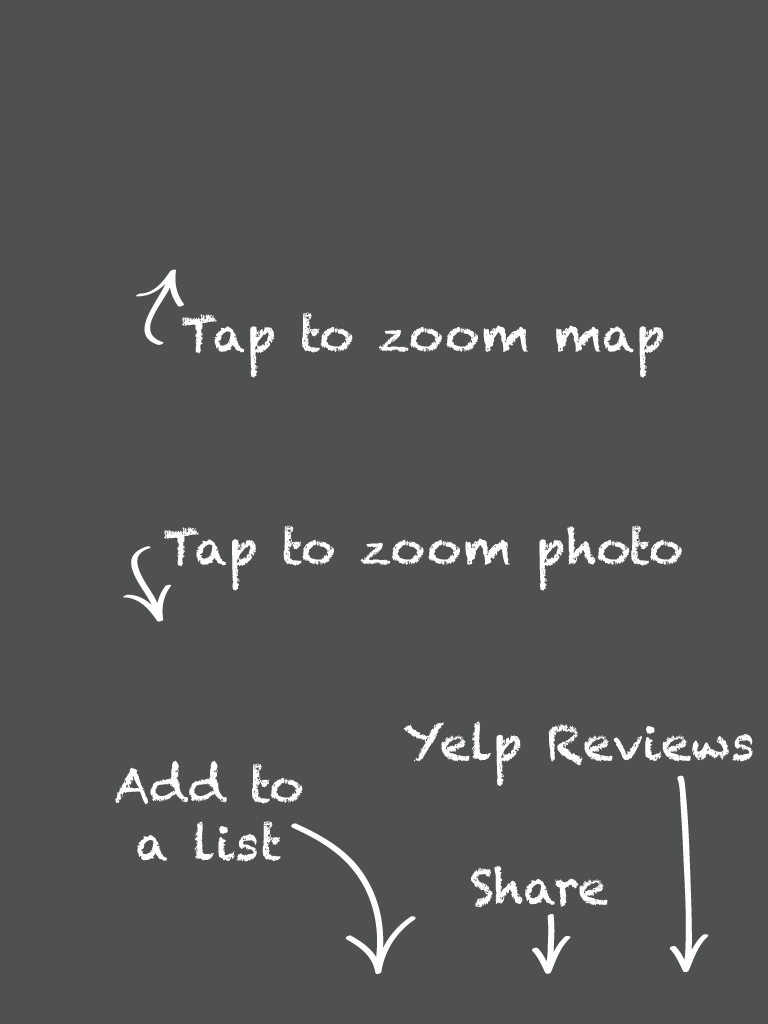 Tap to zoom map
Tap to zoom photo
Yelp Reviews
Add to
a list
Share